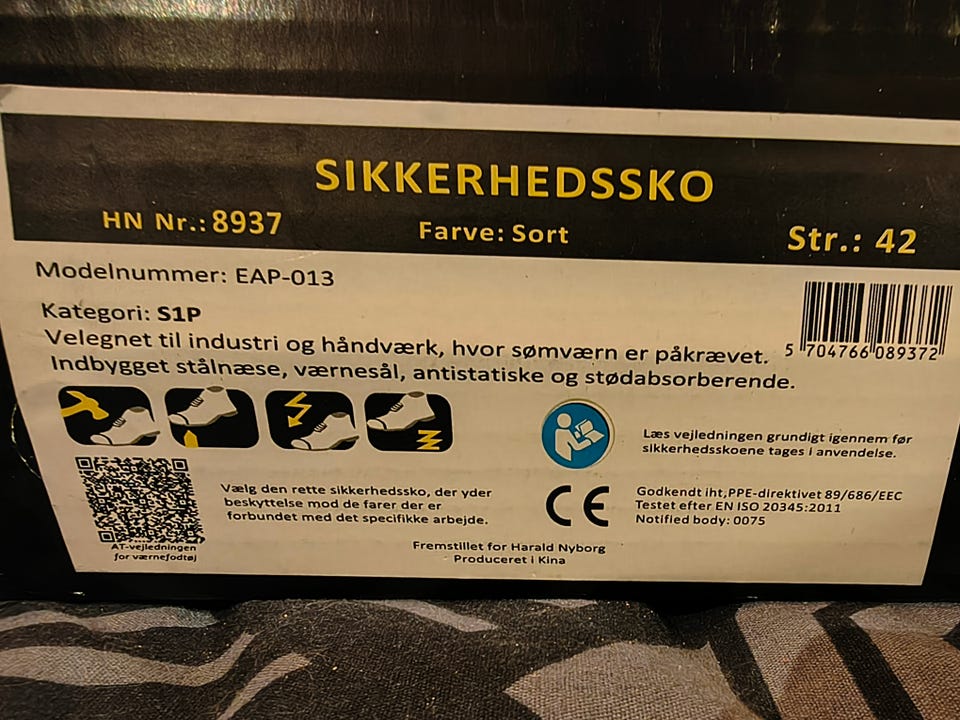 SIKKERHEDSSKO
HN Nr.: 8937
Farve: Sort
Str.: 42
Modelnummer: EAP-013
Kategori: S1P
Velegnet til industri og håndværk, hvor sømværn er påkrævet.
Indbygget stålnæse, værnesål, antistatiske og stødabsorberende.
5 704766 089372
Læs vejledningen grundigt igennem før
sikkerhedsskoene tages i anvendelse.
Vælg den rette sikkerhedssko, der yder
beskyttelse mod de farer der er
forbundet med det specifikke arbejde.
CE
Godkendt iht,PPE-direktivet 89/686/EEC
Testet efter EN ISO 20345:2011
Notified body: 0075
AT-vejledningen
for værnefodtøj
Fremstillet for Harald Nyborg
Produceret i Kina